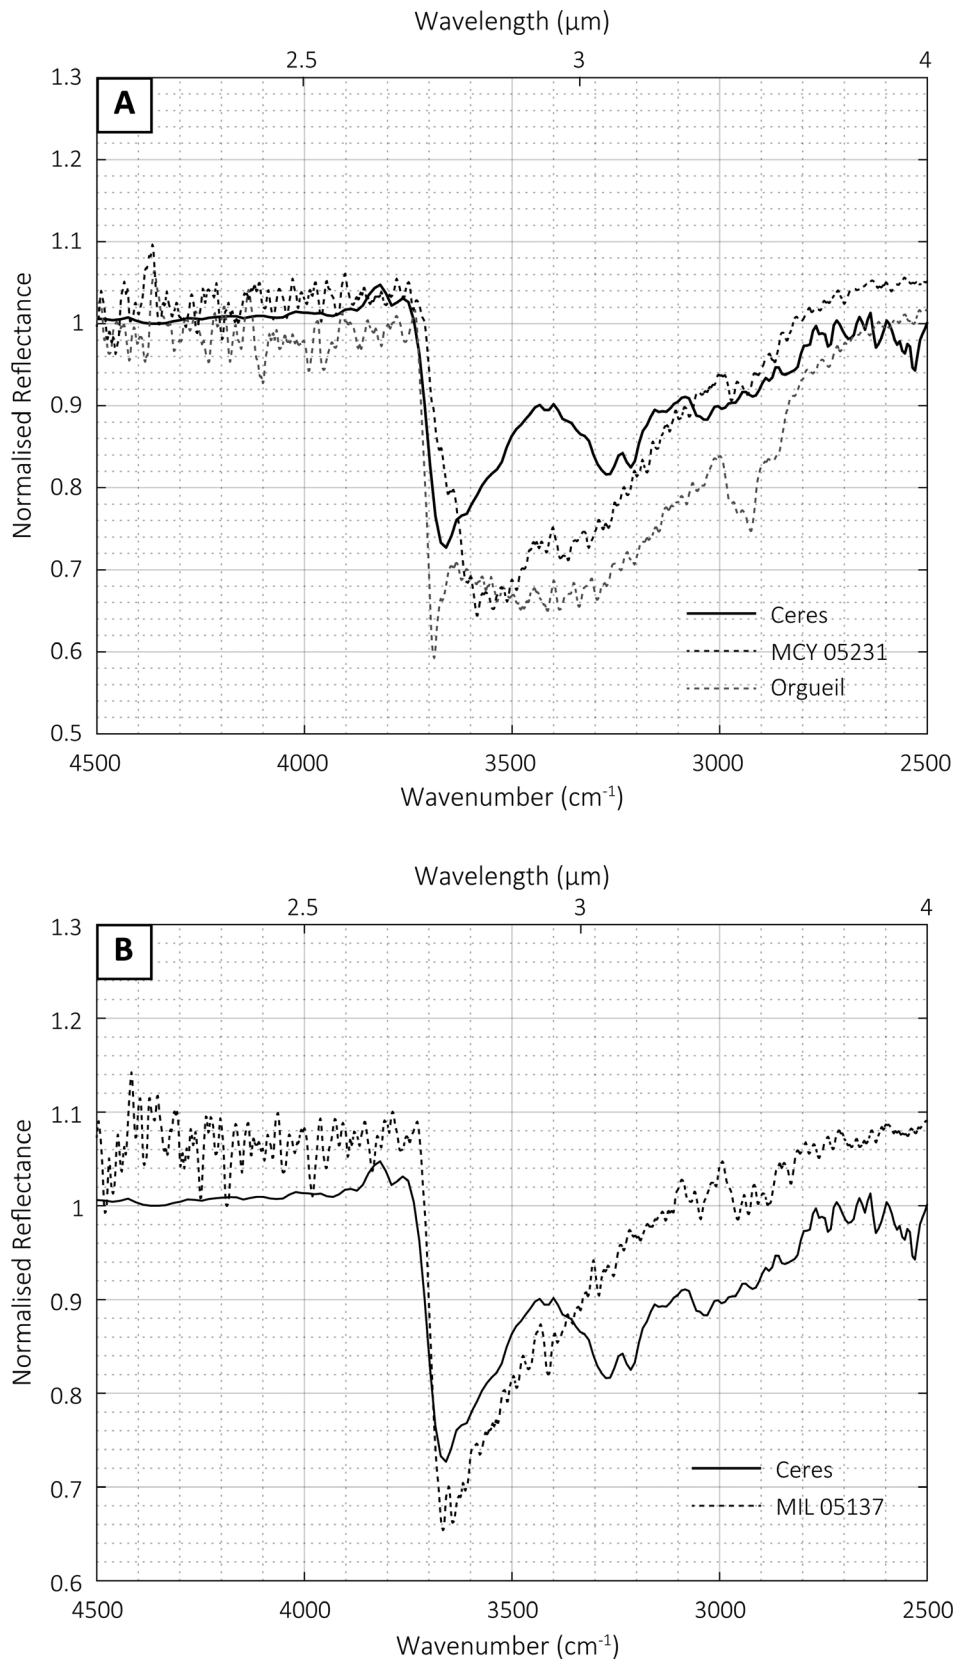 Wavelength (μm)
2.5 3 4
A
1.3
1.2
1.1
1
0.9
0.8
0.7
0.6
0.5
Normalised Reflectance
Ceres
MCY 05231
Orgueil
4500 4000 3500 3000 2500
Wavenumber (cm⁻¹)
Wavelength (μm)
2.5 3 4
B
1.3
1.2
1.1
1
0.9
0.8
0.7
0.6
Normalised Reflectance
Ceres
MIL 05137
4500 4000 3500 3000 2500
Wavenumber (cm⁻¹)